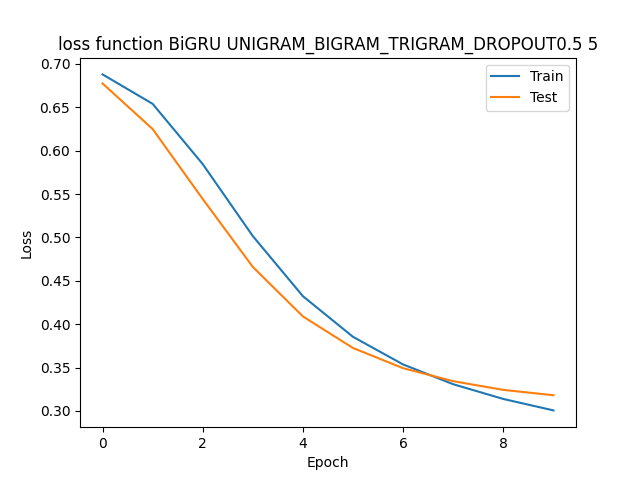 loss function BiGRU UNIGRAM_BIGRAM_TRIGRAM_DROPOUT0.5 5
Train
Test
0.70
0.65
0.60
0.55
0.50
0.45
0.40
0.35
0.30
Loss
0 2 4 6 8
Epoch